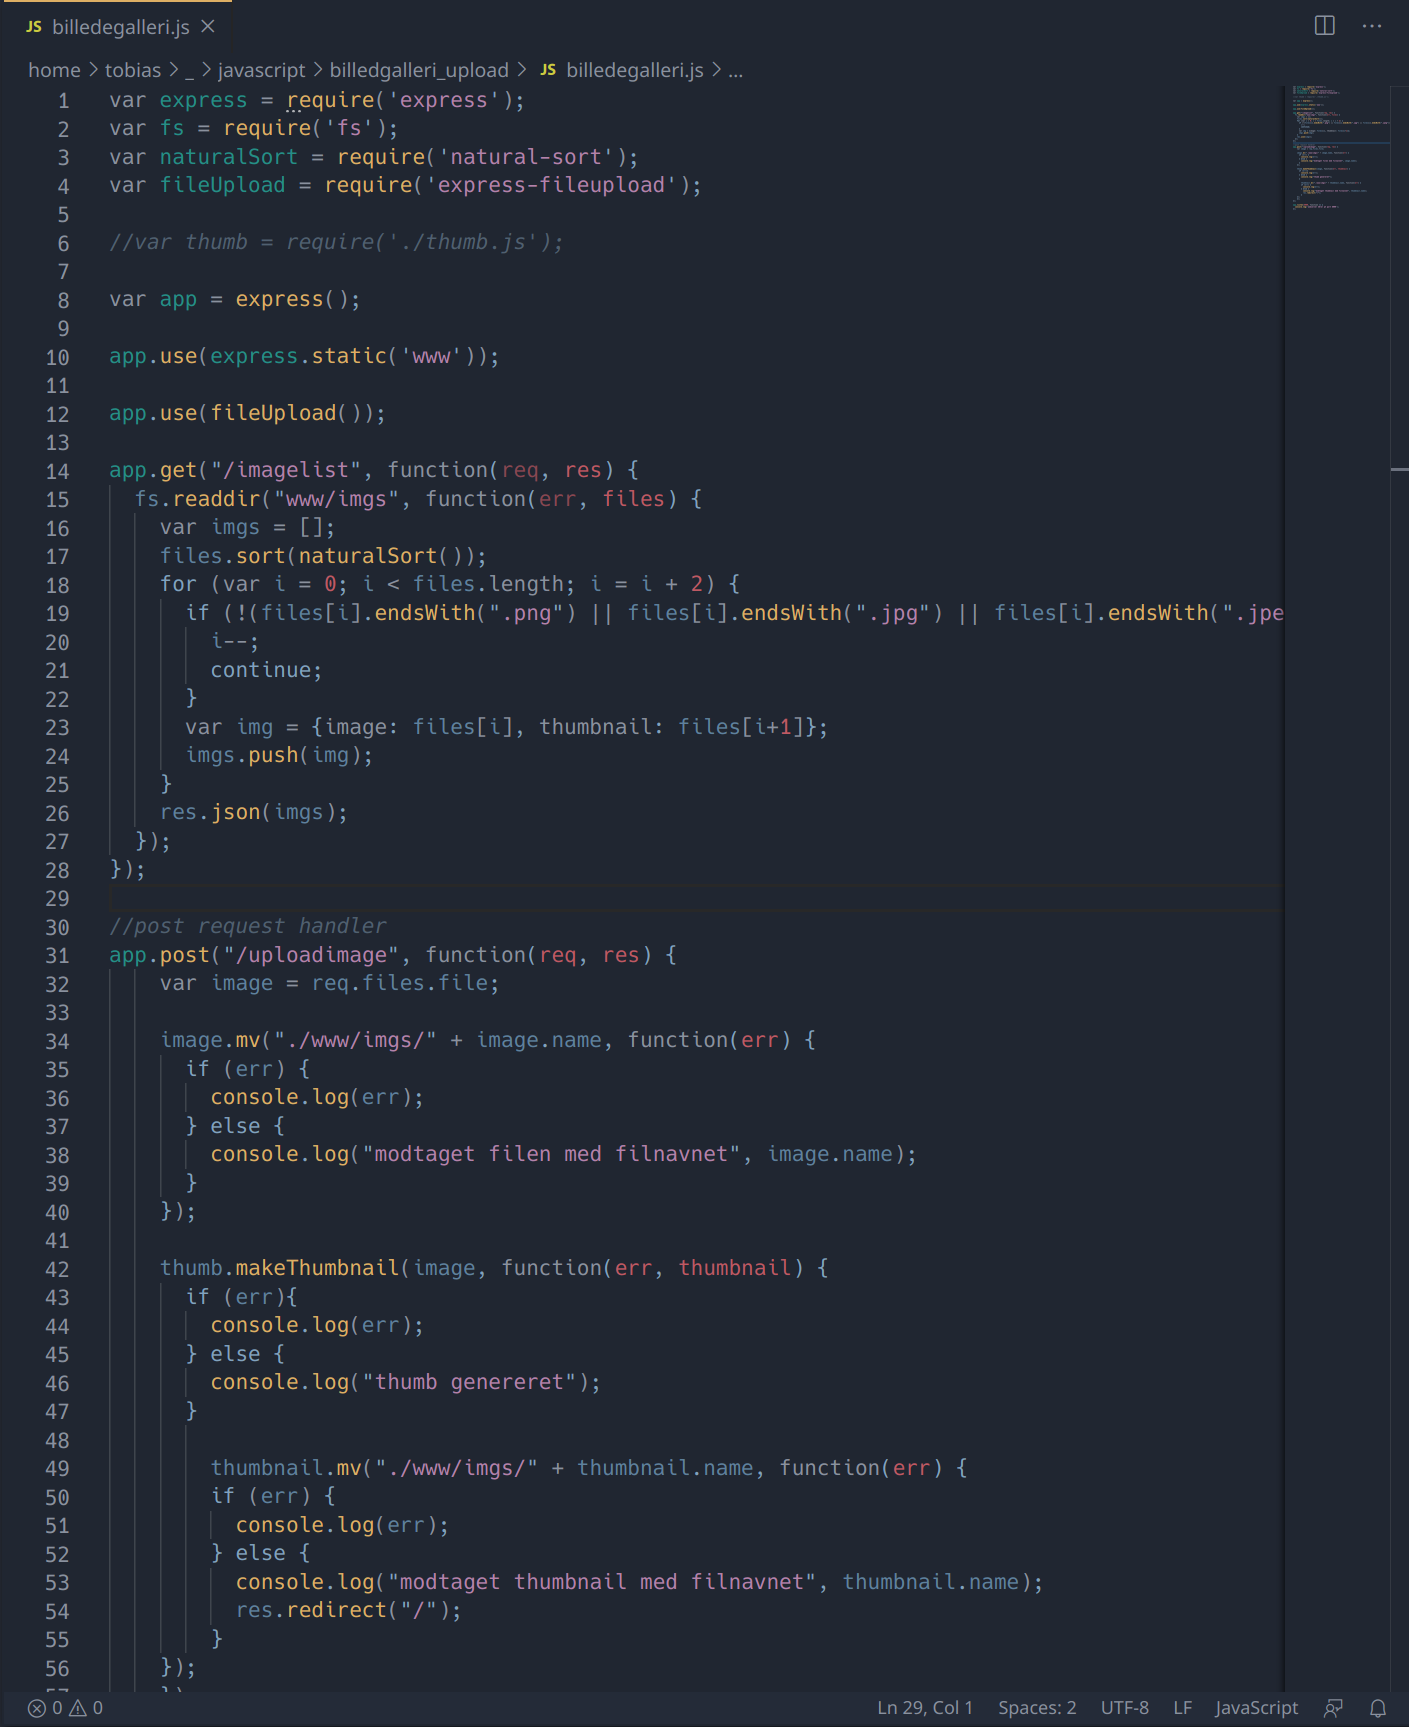 JS billedegalleri.js
home > tobias > _ > javascript > billedgalleri_upload > JS billedegalleri.js > ...
1 var express = require('express');
2 var fs = require('fs');
3 var naturalSort = require('natural-sort');
4 var fileUpload = require('express-fileupload');
5
6 //var thumb = require('./thumb.js');
7
8 var app = express();
9
10 app.use(express.static('www'));
11
12 app.use(fileUpload());
13
14 app.get("/imagelist", function(req, res) {
15 fs.readdir("www/imgs", function(err, files) {
16 var imgs = [];
17 files.sort(naturalSort());
18 for (var i = 0; i < files.length; i = i + 2) {
19 if (!(files[i].endsWith(".png") || files[i].endsWith(".jpg") || files[i].endsWith(".jpe
20 i--;
21 continue;
22 }
23 var img = {image: files[i], thumbnail: files[i+1]};
24 imgs.push(img);
25 }
26 res.json(imgs);
27 });
28 });
29
30 //post request handler
31 app.post("/uploadimage", function(req, res) {
32 var image = req.files.file;
33
34 image.mv("./www/imgs/" + image.name, function(err) {
35 if (err) {
36 console.log(err);
37 } else {
38 console.log("modtaget filen med filnavnet", image.name);
39 }
40 });
41
42 thumb.makeThumbnail(image, function(err, thumbnail) {
43 if (err){
44 console.log(err);
45 } else {
46 console.log("thumb genereret");
47 }
48
49 thumbnail.mv("./www/imgs/" + thumbnail.name, function(err) {
50 if (err) {
51 console.log(err);
52 } else {
53 console.log("modtaget thumbnail med filnavnet", thumbnail.name);
54 res.redirect("/");
55 }
56 });
0 0 Ln 29, Col 1 Spaces: 2 UTF-8 LF JavaScript